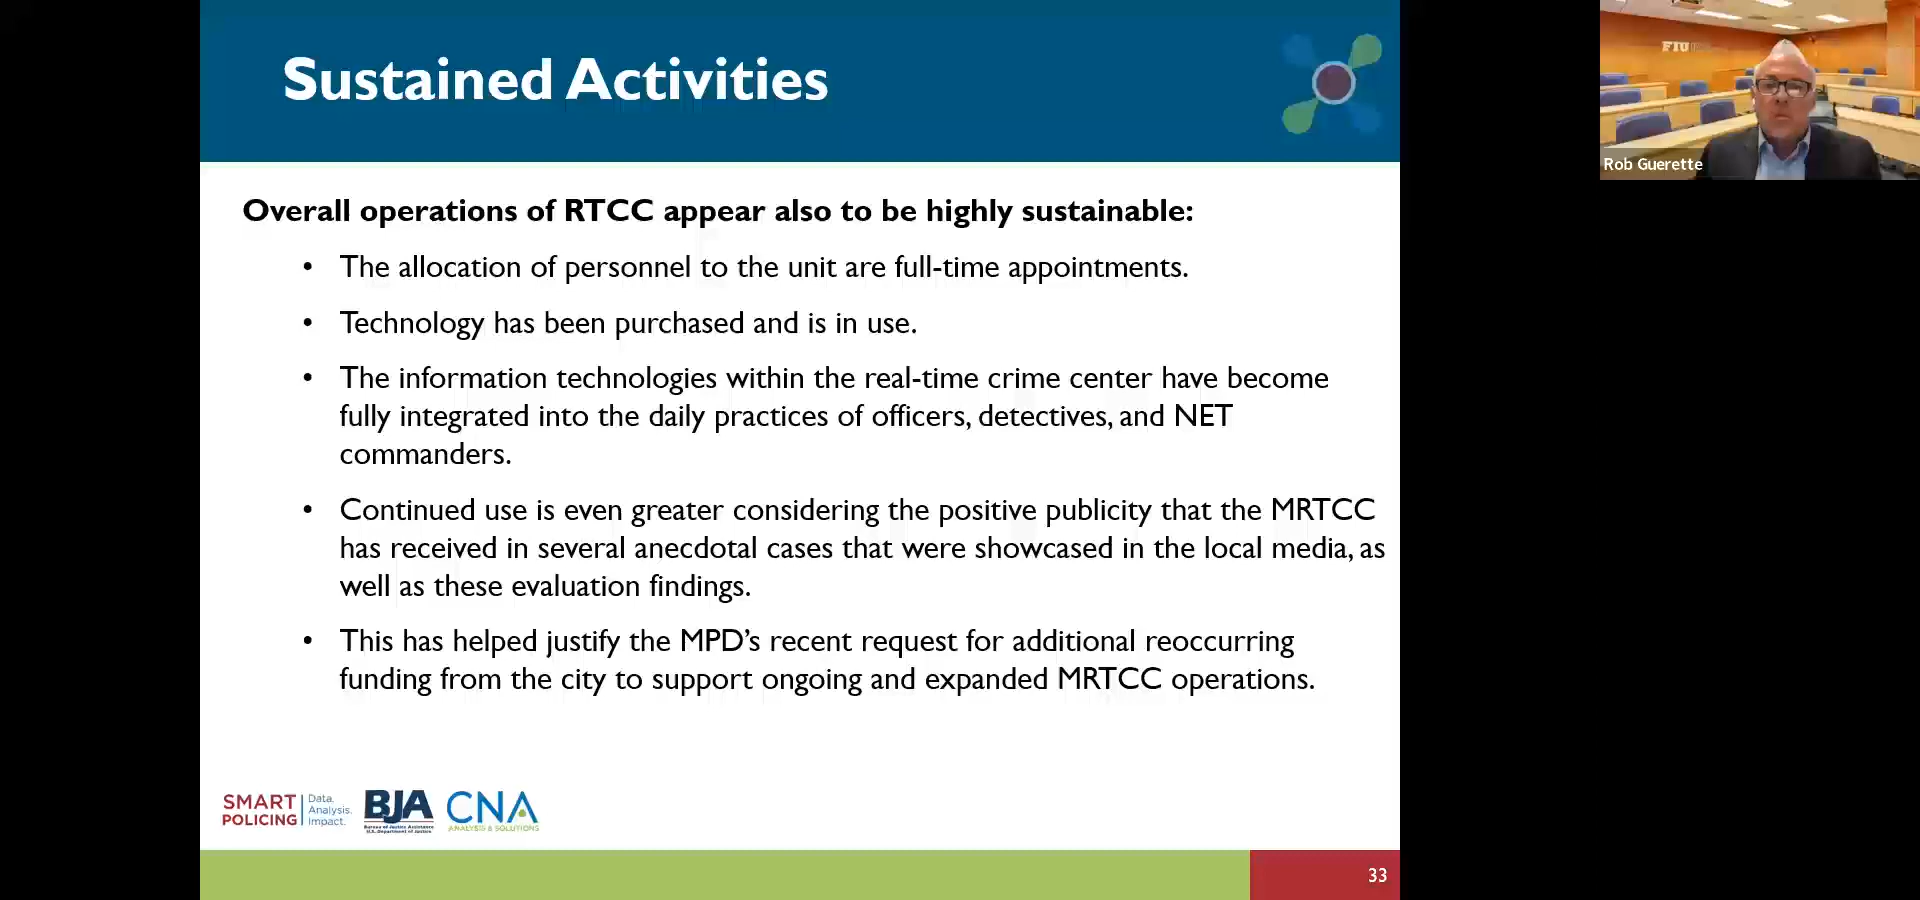 Sustained Activities
Overall operations of RTCC appear also to be highly sustainable:
• The allocation of personnel to the unit are full-time appointments.
• Technology has been purchased and is in use.
• The information technologies within the real-time crime center have become
fully integrated into the daily practices of officers, detectives, and NET
commanders.
• Continued use is even greater considering the positive publicity that the MRTCC
has received in several anecdotal cases that were showcased in the local media, as
well as these evaluation findings.
• This has helped justify the MPD’s recent request for additional reoccurring
funding from the city to support ongoing and expanded MRTCC operations.
SMART
POLICING
Data.
Analysis.
Impact.
BJA
Bureau of Justice Assistance
U.S. Department of Justice
CNA
ANALYSIS & SOLUTIONS
33
FIU
Rob Guerette